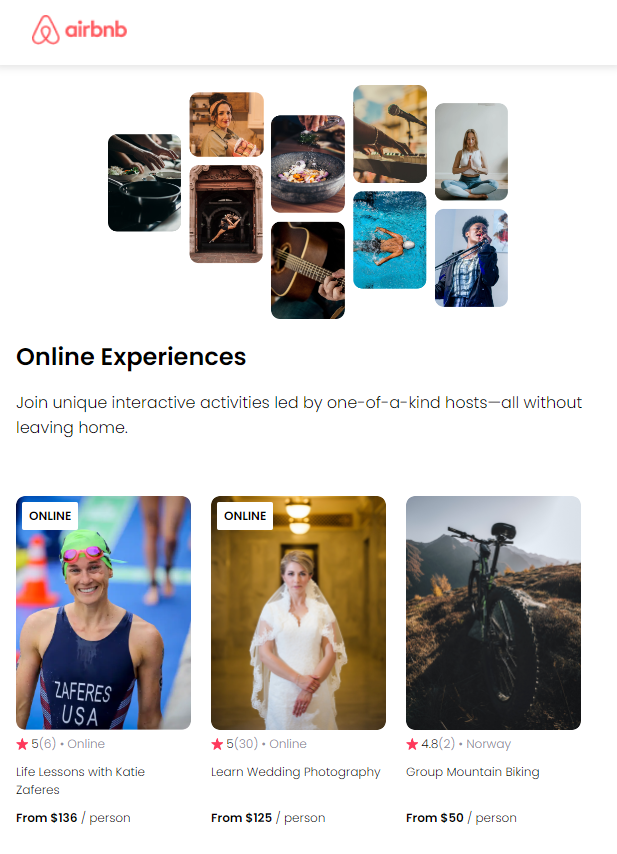 airbnb
Online Experiences
Join unique interactive activities led by one-of-a-kind hosts—all without
leaving home.
ONLINE
ONLINE
ZAFERES
USA
5(6) • Online
5(30) • Online
4.8(2) • Norway
Life Lessons with Katie
Zaferes
Learn Wedding Photography
Group Mountain Biking
From $136 / person
From $125 / person
From $50 / person